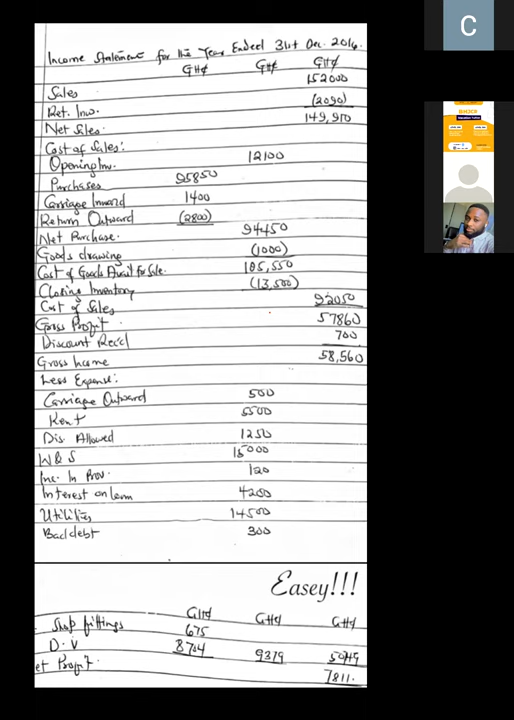 C
Income Statement for the Year Ended 31st Dec. 2016.
GH¢ GH¢ GH¢
Sales 152000
Ret. Inw. (2090)
Net Sales. 149,910
Cost of Sales:
Opening Inv. 12100
Purchases 95850
Carriage Inward 1400
Return Outward (2800)
Net Purchase. 94450
Goods drawing (1000)
Cost of Goods Avail for Sale. 105,550
Closing Inventory (13,500)
Cost of Sales 92050
Gross Profit 57860
Discount Rec'd 700
Gross Income 58,560
Less Expense:
Carriage Outward 500
Rent 5500
Dis. Allowed 1250
W & S 15000
Inc. In Prov. 120
Interest on loan 4200
Utilities 14500
Bad debt 300
Easey!!!
GH¢ GH¢ GH¢
Shop fittings 675
D. V 8704 9379
et Profit. 7811.